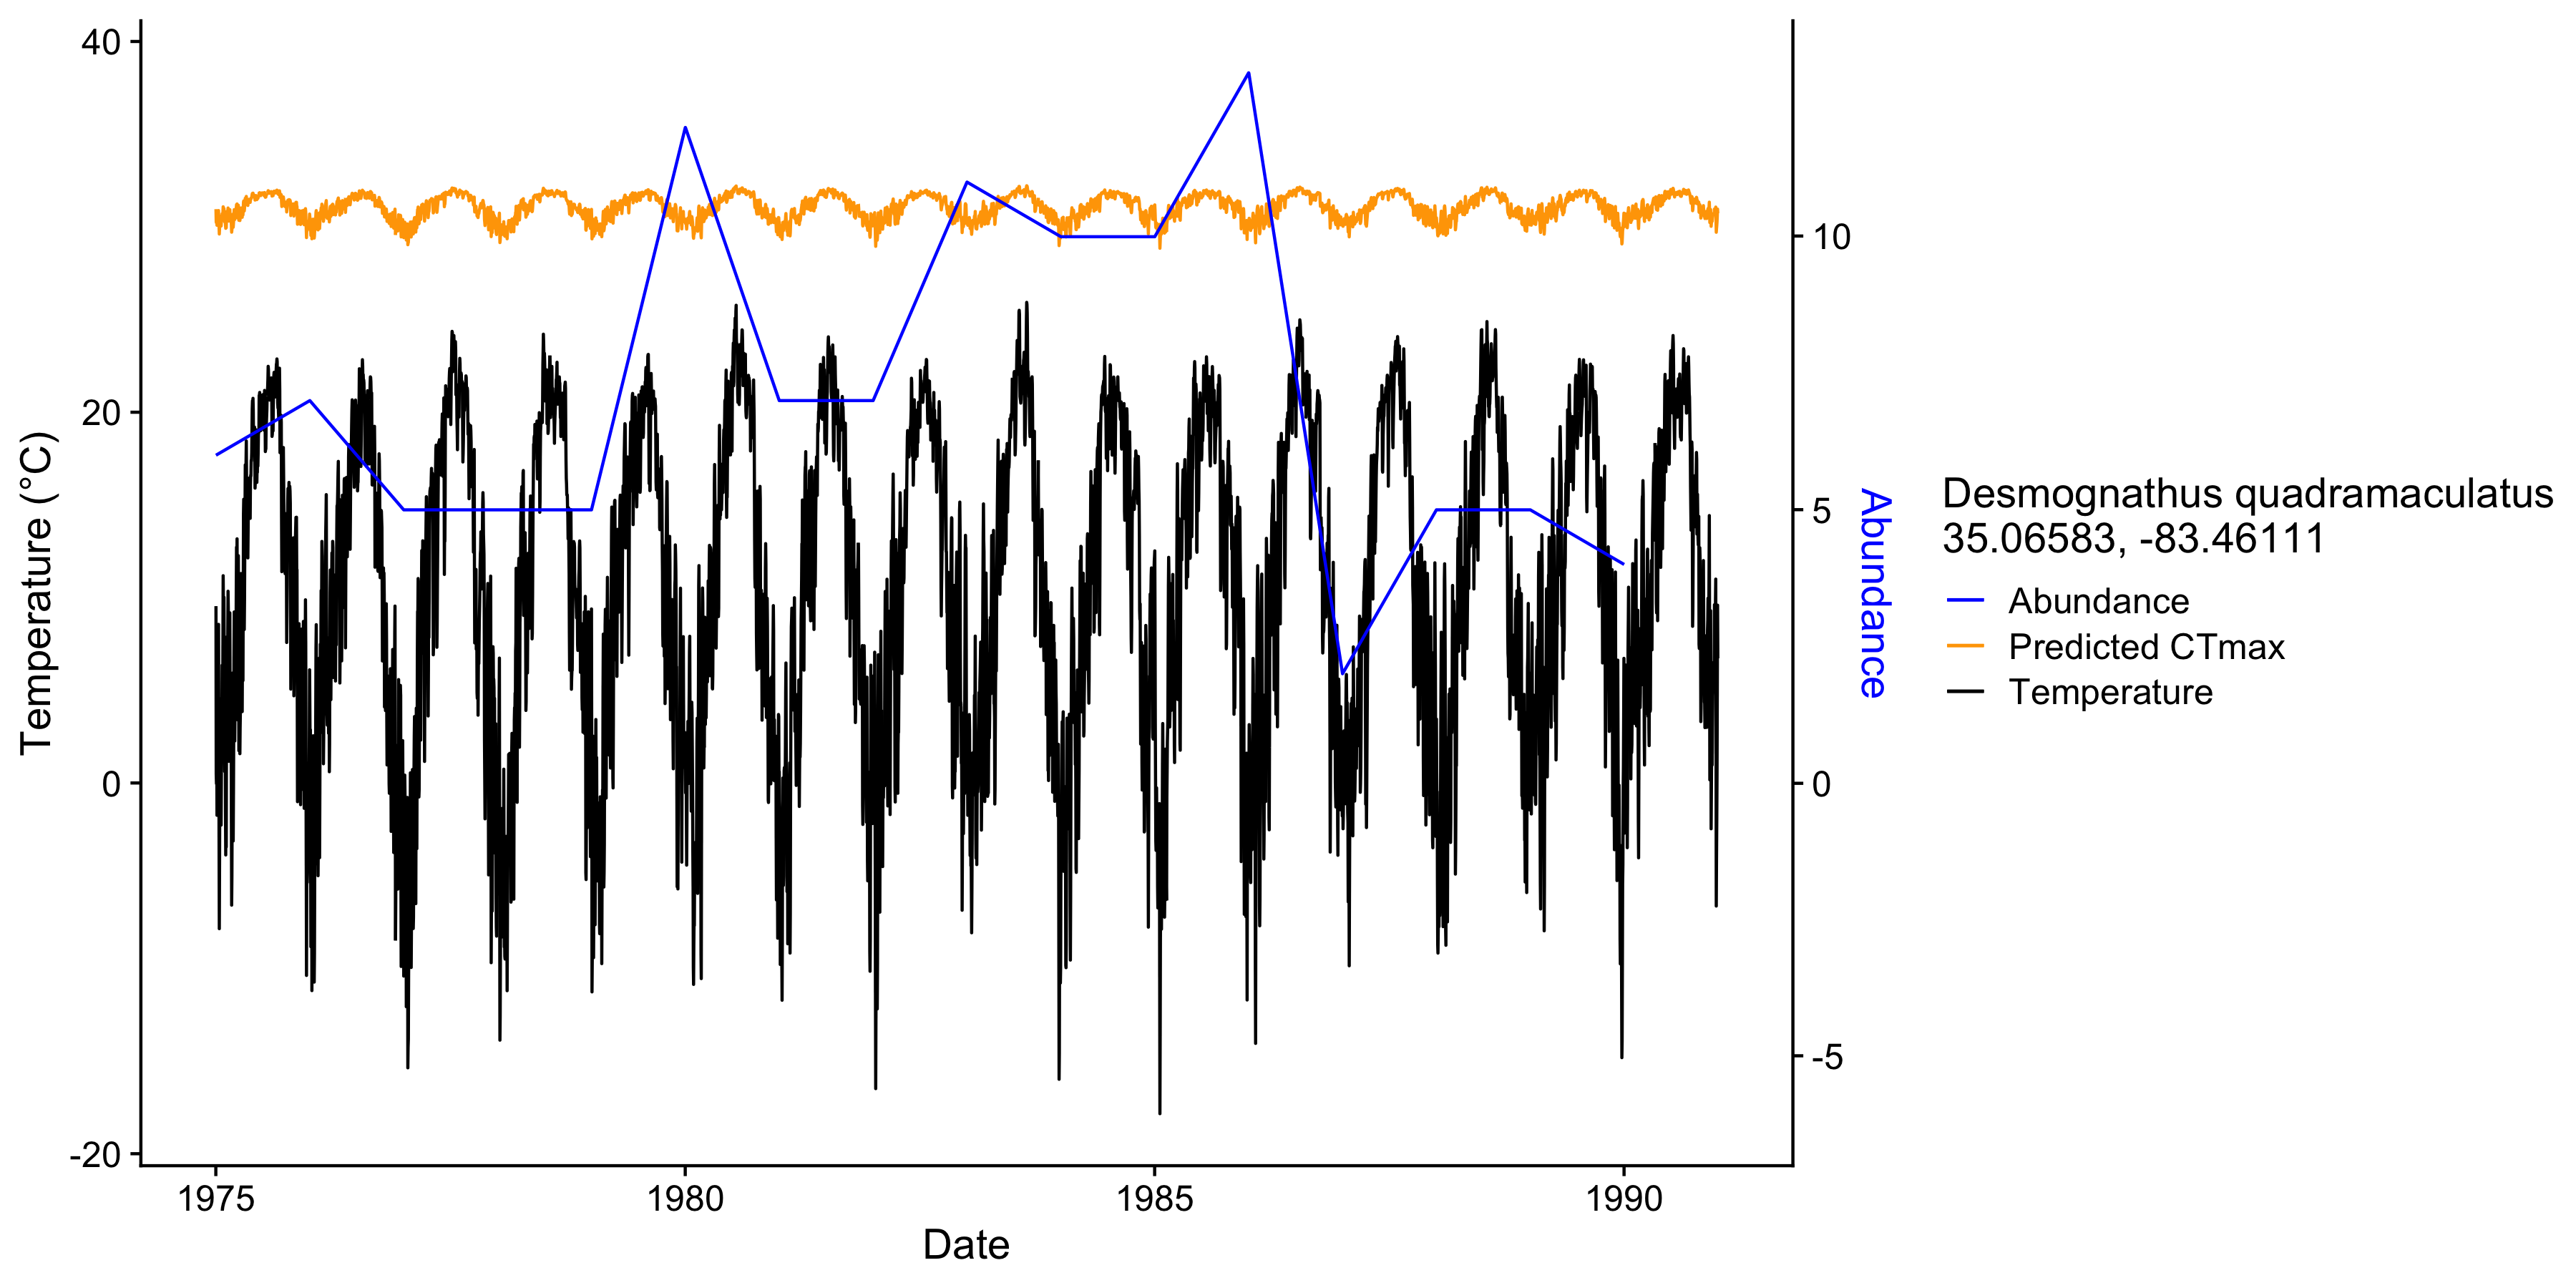 40
20
0
-20
Temperature (°C)
1975
1980
1985
1990
Date
10
5
0
-5
Abundance
Desmognathus quadramaculatus
35.06583, -83.46111
Abundance
Predicted CTmax
Temperature